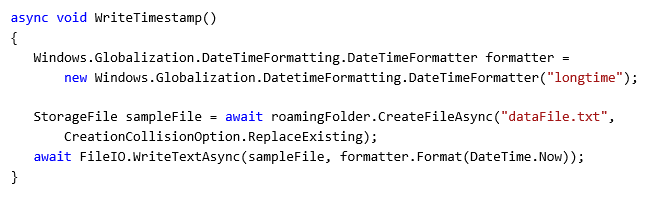 async void WriteTimestamp()
{
   Windows.Globalization.DateTimeFormatting.DateTimeFormatter formatter =
       new Windows.Globalization.DatetimeFormatting.DateTimeFormatter("longtime");
   StorageFile sampleFile = await roamingFolder.CreateFileAsync("dataFile.txt",
       CreationCollisionOption.ReplaceExisting);
   await FileIO.WriteTextAsync(sampleFile, formatter.Format(DateTime.Now));
}